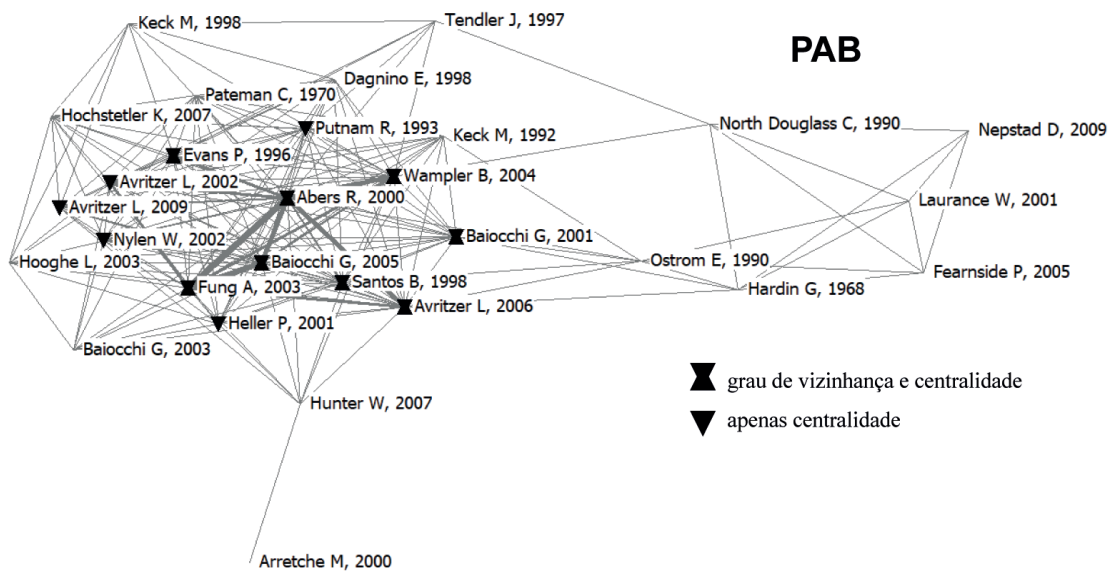 Keck M, 1998
Tendler J, 1997
PAB
Dagnino E, 1998
Pateman C, 1970
Hochstetler K, 2007
Putnam R, 1993
Keck M, 1992
North Douglass C, 1990
Nepstad D, 2009
Evans P, 1996
Wampler B, 2004
Avritzer L, 2002
Abers R, 2000
Laurance W, 2001
Avritzer L, 2009
Nylen W, 2002
Baiocchi G, 2001
Hooghe L, 2003
Baiocchi G, 2005
Ostrom E, 1990
Fearnside P, 2005
Fung A, 2003
Santos B, 1998
Hardin G, 1968
Avritzer L, 2006
Heller P, 2001
Baiocchi G, 2003
grau de vizinhança e centralidade
Hunter W, 2007
apenas centralidade
Arretche M, 2000